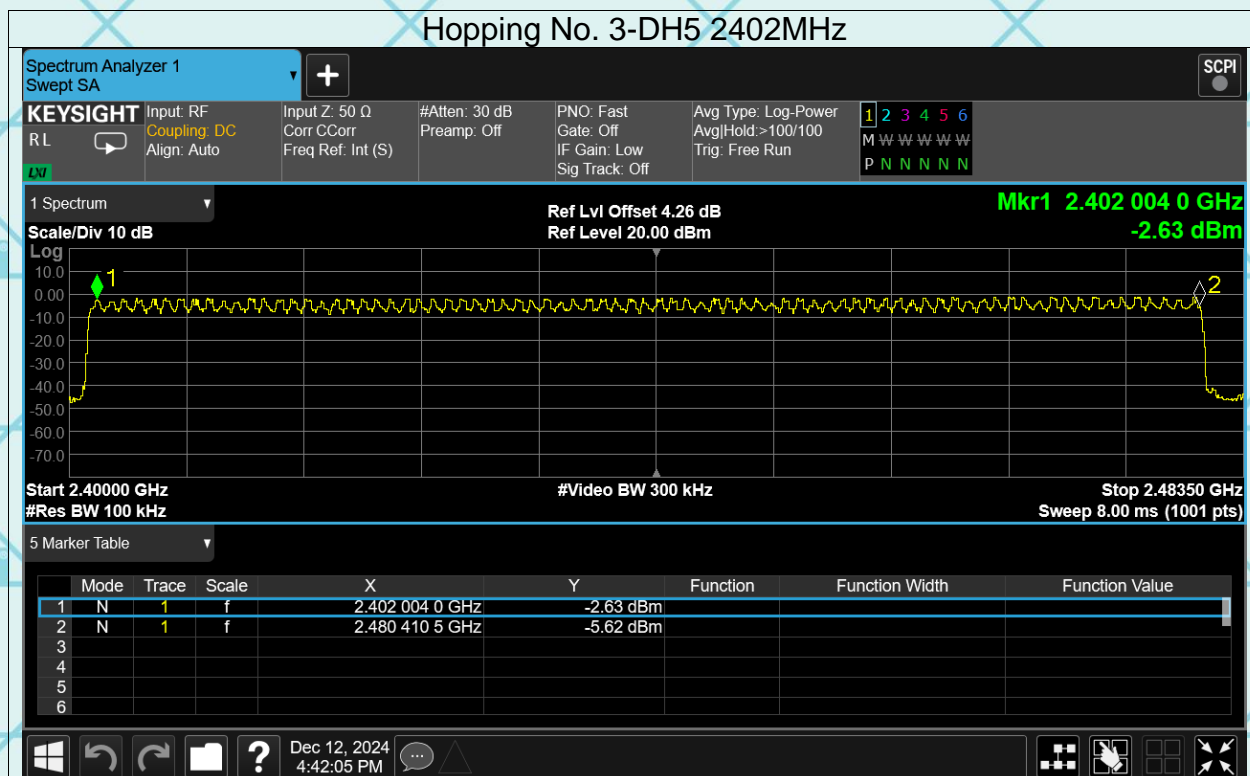 Hopping No. 3-DH5 2402MHz
Spectrum Analyzer 1
Swept SA
+
SCPI
KEYSIGHT
RL
LXI
Input: RF
Coupling: DC
Align: Auto
Input Z: 50 Ω
Corr CCorr
Freq Ref: Int (S)
#Atten: 30 dB
Preamp: Off
PNO: Fast
Gate: Off
IF Gain: Low
Sig Track: Off
Avg Type: Log-Power
Avg|Hold:>100/100
Trig: Free Run
1 2 3 4 5 6
M W W W W W
P N N N N N
1 Spectrum
Scale/Div 10 dB
Ref Lvl Offset 4.26 dB
Ref Level 20.00 dBm
Mkr1 2.402 004 0 GHz
-2.63 dBm
Log
10.0
0.00
-10.0
-20.0
-30.0
-40.0
-50.0
-60.0
-70.0
1
2
Start 2.40000 GHz
#Res BW 100 kHz
#Video BW 300 kHz
Stop 2.48350 GHz
Sweep 8.00 ms (1001 pts)
5 Marker Table
Mode Trace Scale X Y Function Function Width Function Value
1 N 1 f 2.402 004 0 GHz -2.63 dBm
2 N 1 f 2.480 410 5 GHz -5.62 dBm
3
4
5
6
?
Dec 12, 2024
4:42:05 PM